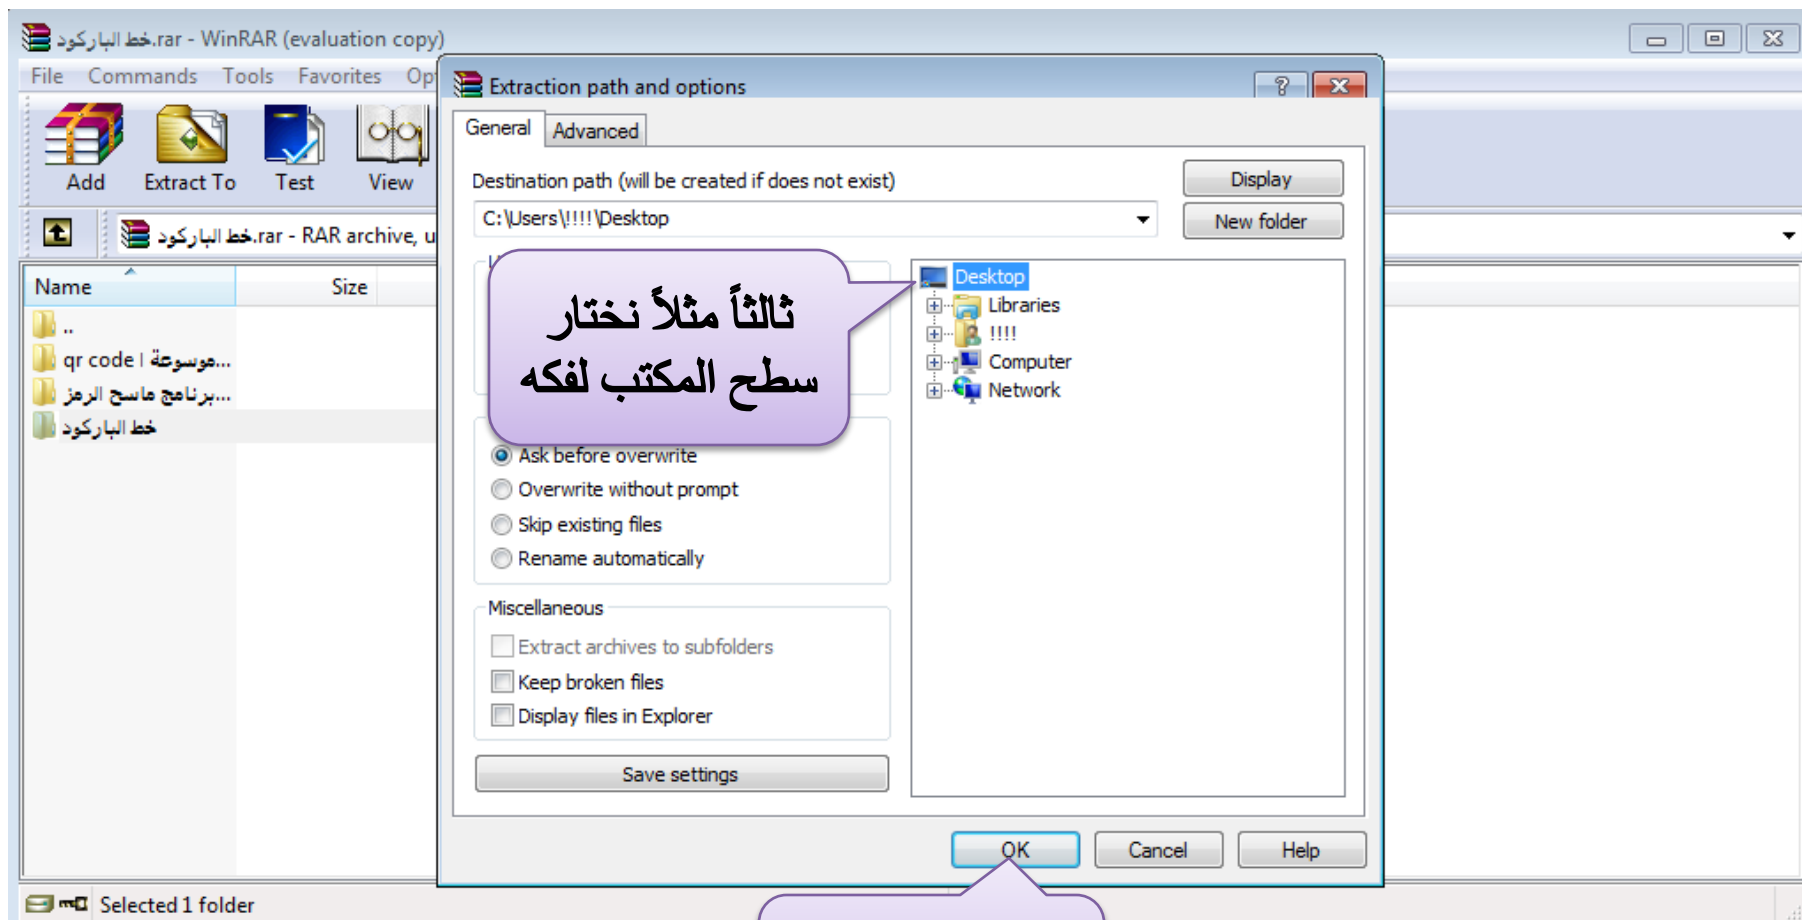 خط الباركود.rar - WinRAR (evaluation copy)
File Commands Tools Favorites
Extraction path and options
General Advanced
Add Extract To Test View
Destination path (will be created if does not exist)
Display
C:\Users\!!!!\Desktop
New folder
خط الباركود.rar - RAR archive, u
Name Size
..
qr code موسوعة ا...
برنامج ماسح الرمز...
خط الباركود
ثالثاً مثلاً نختار
سطح المكتب لفكه
Desktop
Libraries
!!!!
Computer
Network
Ask before overwrite
Overwrite without prompt
Skip existing files
Rename automatically
Miscellaneous
Extract archives to subfolders
Keep broken files
Display files in Explorer
Save settings
OK Cancel Help
Selected 1 folder